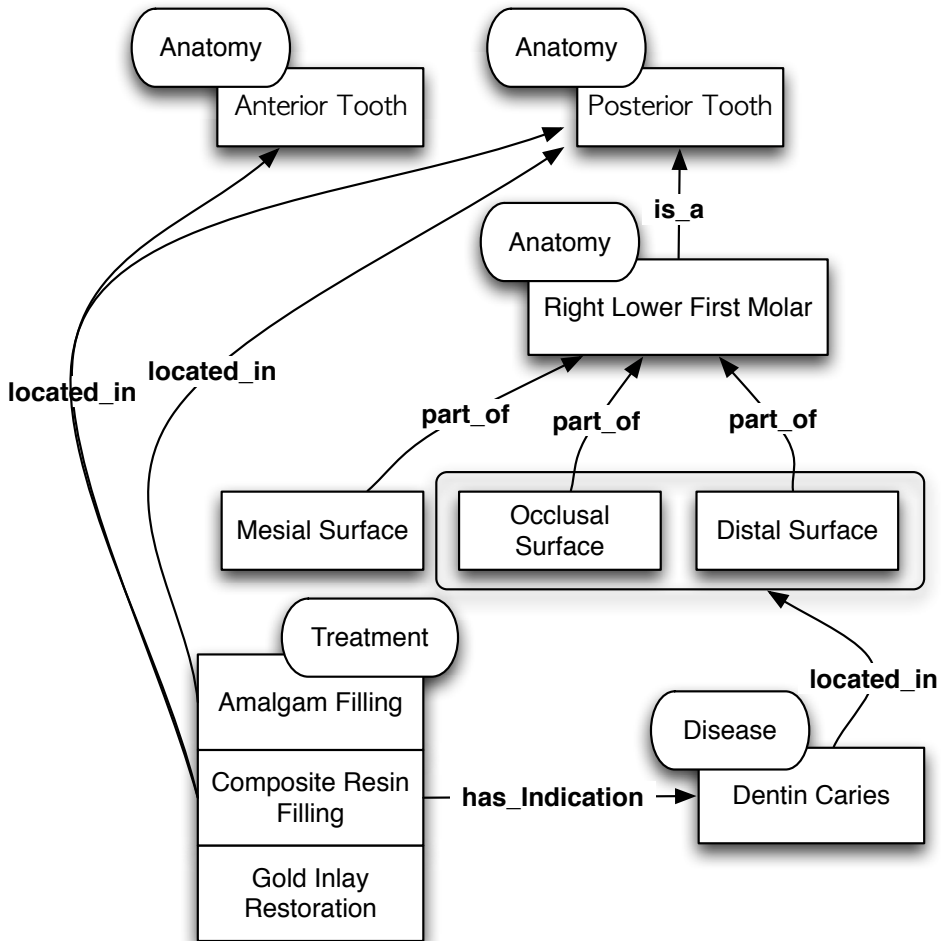 Anatomy
Anterior Tooth
Anatomy
Posterior Tooth
is_a
Anatomy
Right Lower First Molar
located_in
located_in
part_of
part_of
part_of
Mesial Surface
Occlusal
Surface
Distal Surface
Treatment
Amalgam Filling
Composite Resin
Filling
Gold Inlay
Restoration
has_Indication
located_in
Disease
Dentin Caries